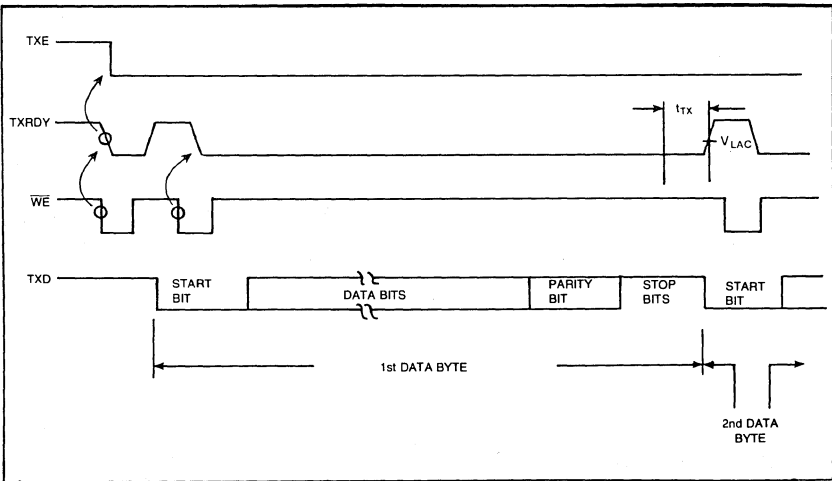 TXE
TXRDY
tTX
VLAC
WE
TXD
START
BIT
DATA BITS
PARITY
BIT
STOP
BITS
START
BIT
1st DATA BYTE
2nd DATA
BYTE